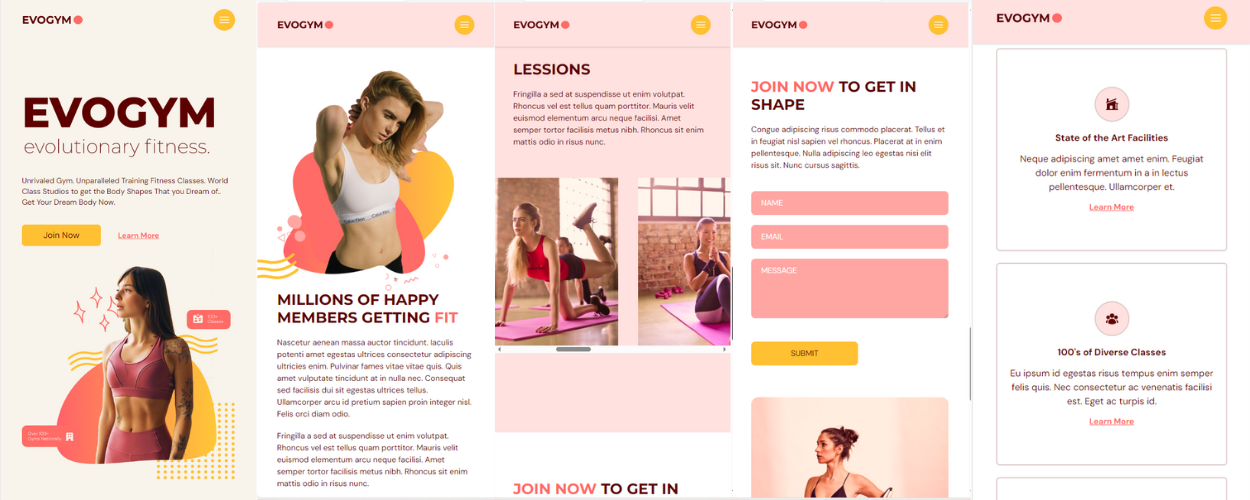 EVOGYM
EVOGYM
evolutionary fitness.
Unrivaled Gym. Unparalleled Training Fitness Classes. World
Class Studios to get the Body Shapes That you Dream of..
Get Your Dream Body Now.
Join Now
Learn More
EVOGYM
MILLIONS OF HAPPY
MEMBERS GETTING FIT
Nascetur aenean massa auctor tincidunt. Iaculis
potenti amet egestas ultrices consectetur adipiscing
ultricies enim. Pulvinar fames vitae vitae quis. Quis
amet vulputate tincidunt at in nulla nec. Consequat
sed facilisis dui sit egestas ultrices tellus.
Ullamcorper arcu id pretium sapien proin integer nisl.
Felis orci diam odio.
Fringilla a sed at suspendisse ut enim volutpat.
Rhoncus vel est tellus quam porttitor. Mauris velit
euismod elementum arcu neque facilisi. Amet
semper tortor facilisis metus nibh. Rhoncus sit enim
mattis odio in risus nunc.
EVOGYM
LESSIONS
Fringilla a sed at suspendisse ut enim volutpat.
Rhoncus vel est tellus quam porttitor. Mauris velit
euismod elementum arcu neque facilisi. Amet
semper tortor facilisis metus nibh. Rhoncus sit enim
mattis odio in risus nunc.
JOIN NOW TO GET IN
EVOGYM
JOIN NOW TO GET IN
SHAPE
Congue adipiscing risus commodo placerat. Tellus et
in feugiat nisl sapien vel rhoncus. Placerat at in enim
pellentesque. Nulla adipiscing leo egestas nisi elit
risus sit. Nunc cursus sagittis.
NAME
EMAIL
MESSAGE
SUBMIT
EVOGYM
State of the Art Facilities
Neque adipiscing amet amet enim. Feugiat
dolor enim fermentum in a in lectus
pellentesque. Ullamcorper et.
Learn More
100's of Diverse Classes
Eu ipsum id egestas risus tempus enim semper
felis quis. Nec consectetur ac venenatis facilisi
est. Eget ac turpis id.
Learn More